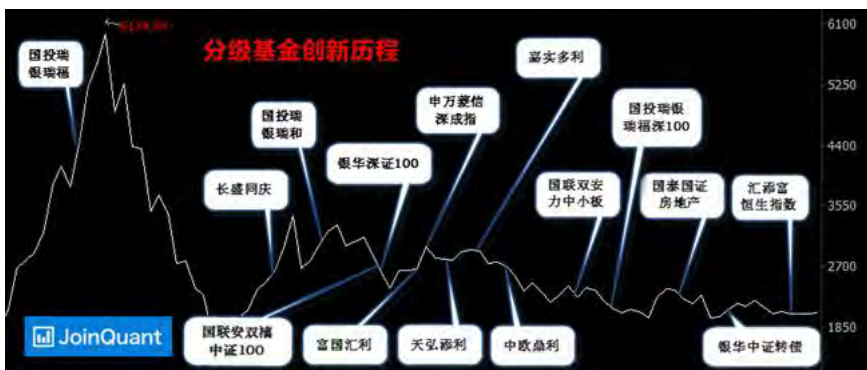 分级基金创新历程
6100
5250
4400
3550
2700
1850
国投瑞
银瑞福
长盛同庆
国投瑞
银瑞和
国联安双禧
中证100
银华深证100
富国汇利
申万菱信
深成指
天弘添利
嘉实多利
中欧鼎利
国联双安
力中小板
国投瑞银
瑞福深100
国泰国证
房地产
银华中证转债
汇添富
恒生指数
JoinQuant